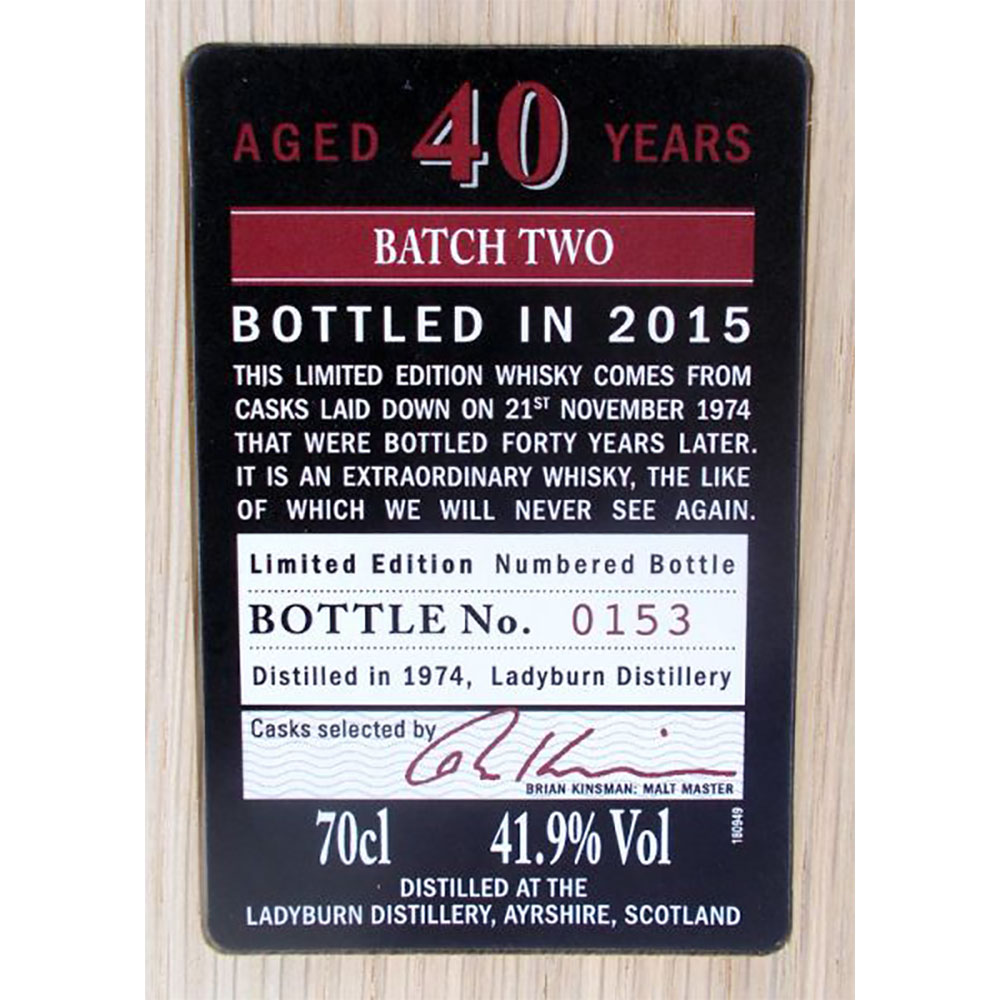 AGED 40 YEARS
BATCH TWO
BOTTLED IN 2015
THIS LIMITED EDITION WHISKY COMES FROM
CASKS LAID DOWN ON 21ST NOVEMBER 1974
THAT WERE BOTTLED FORTY YEARS LATER.
IT IS AN EXTRAORDINARY WHISKY, THE LIKE
OF WHICH WE WILL NEVER SEE AGAIN.
Limited Edition Numbered Bottle
BOTTLE No. 0153
Distilled in 1974, Ladyburn Distillery
Casks selected by
BRIAN KINSMAN: MALT MASTER
180949
70cl 41.9% Vol
DISTILLED AT THE
LADYBURN DISTILLERY, AYRSHIRE, SCOTLAND